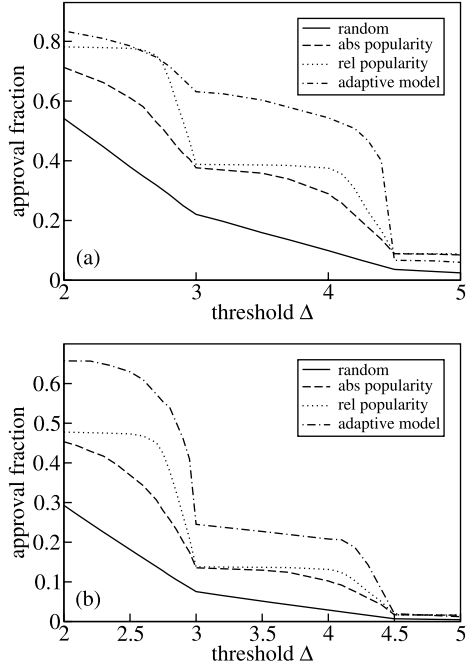 0.8
0.6
0.4
0.2
0
approval fraction
random
abs popularity
rel popularity
adaptive model
(a)
2 3 4 5
threshold Δ
0.6
0.5
0.4
0.3
0.2
0.1
0
approval fraction
random
abs popularity
rel popularity
adaptive model
(b)
2 2.5 3 3.5 4 4.5 5
threshold Δ